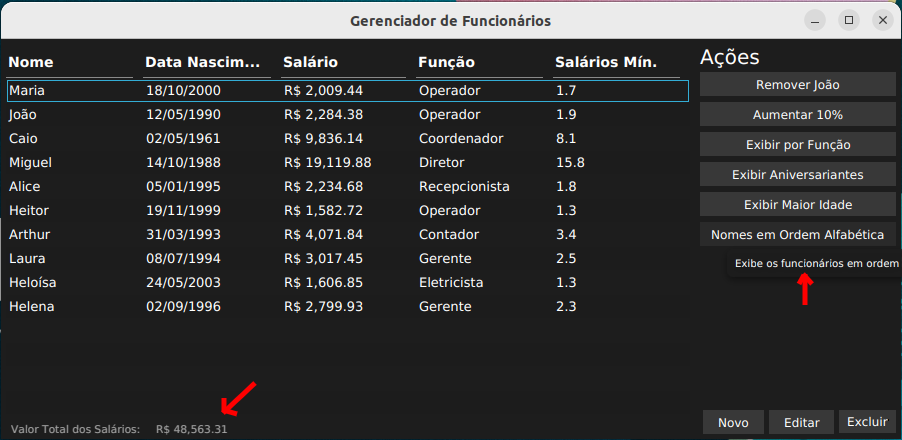 Gerenciador de Funcionários
Nome Data Nascim... Salário Função Salários Mín.
Maria 18/10/2000 R$ 2,009.44 Operador 1.7
João 12/05/1990 R$ 2,284.38 Operador 1.9
Caio 02/05/1961 R$ 9,836.14 Coordenador 8.1
Miguel 14/10/1988 R$ 19,119.88 Diretor 15.8
Alice 05/01/1995 R$ 2,234.68 Recepcionista 1.8
Heitor 19/11/1999 R$ 1,582.72 Operador 1.3
Arthur 31/03/1993 R$ 4,071.84 Contador 3.4
Laura 08/07/1994 R$ 3,017.45 Gerente 2.5
Heloísa 24/05/2003 R$ 1,606.85 Eletricista 1.3
Helena 02/09/1996 R$ 2,799.93 Gerente 2.3
Valor Total dos Salários: R$ 48,563.31
Ações
Remover João
Aumentar 10%
Exibir por Função
Exibir Aniversariantes
Exibir Maior Idade
Nomes em Ordem Alfabética
Exibe os funcionários em ordem
Novo Editar Excluir